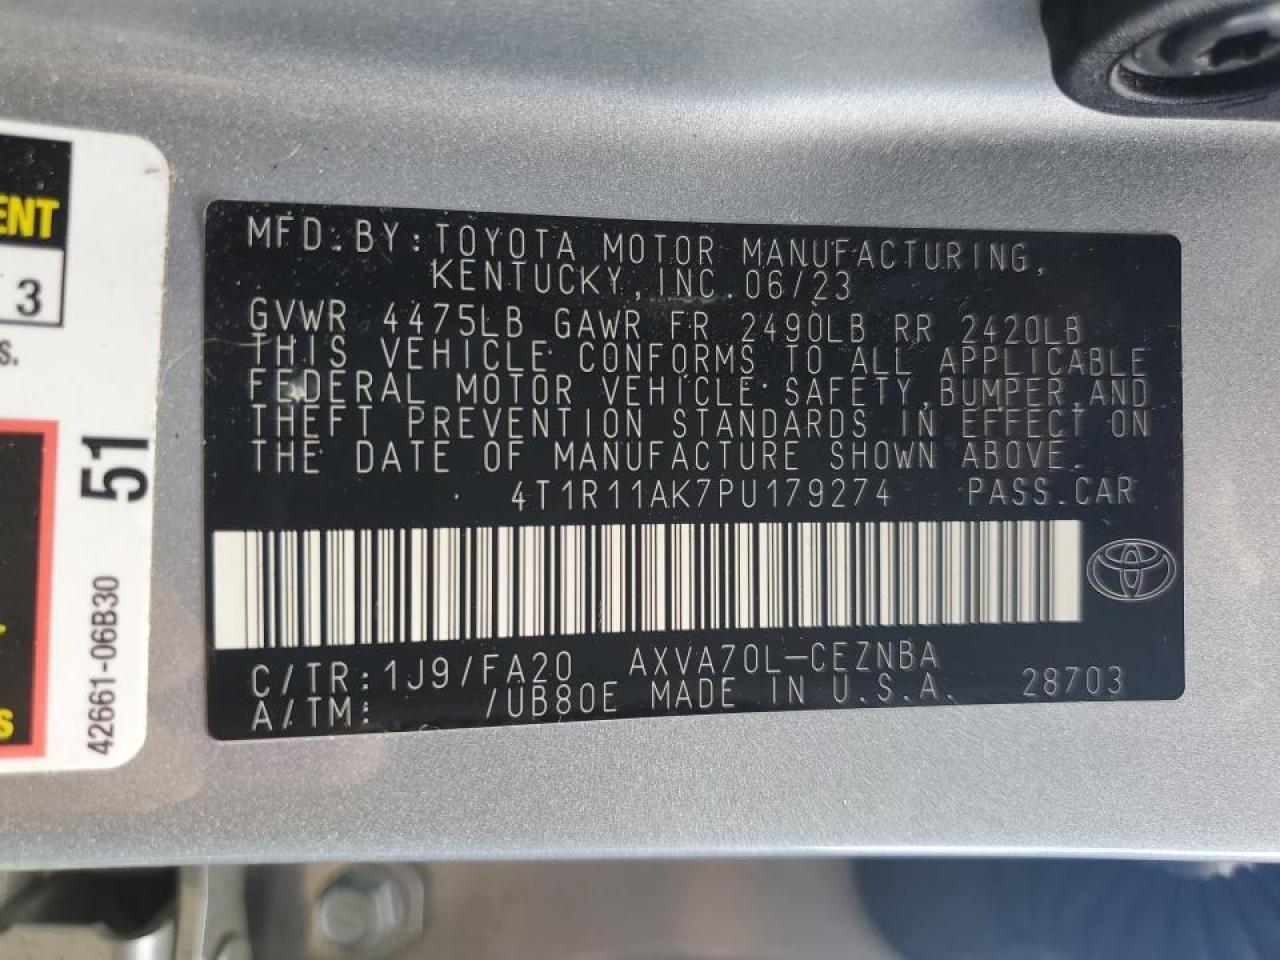 ENT
3
S.
51
42661-06B30
S
MFD.BY:TOYOTA MOTOR MANUFACTURING,
KENTUCKY,INC.06/23
GVWR 4475LB GAWR FR 2490LB RR 2420LB
THIS VEHICLE CONFORMS TO ALL APPLICABLE
FEDERAL MOTOR VEHICLE SAFETY,BUMPER,AND
THEFT PREVENTION STANDARDS IN EFFECT ON
THE DATE OF MANUFACTURE SHOWN ABOVE.
4T1R11AK7PU179274 PASS.CAR
C/TR:1J9/FA20 AXVA70L-CEZNBA
A/TM: /UB80E MADE IN U.S.A. 28703